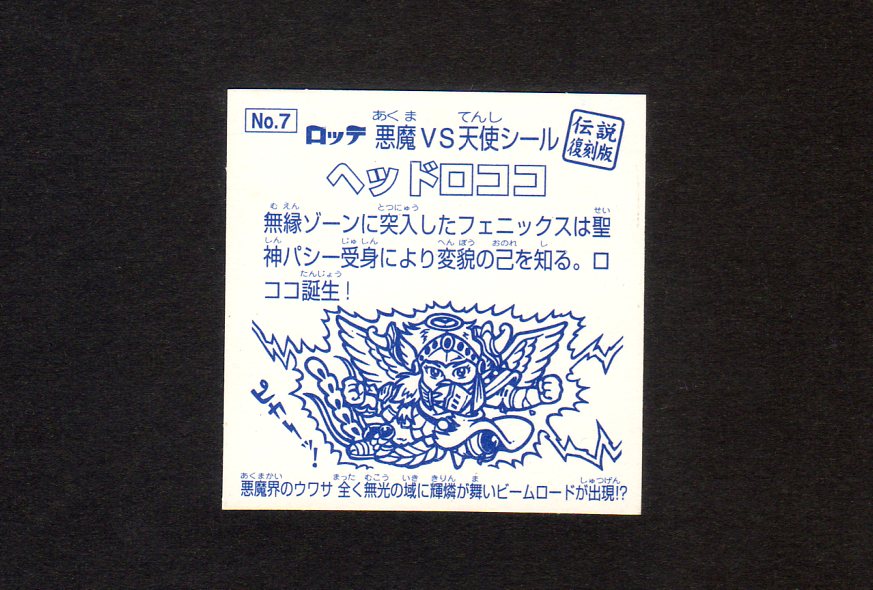 No.7
ロッテ 悪魔VS天使シール
あくま てんし
伝説
復刻版
ヘッドロココ
むえん とつにゅう せい
無縁ゾーンに突入したフェニックスは聖
しん じゅしん へんぼう おのれ し
神パシー受身により変貌の己を知る。ロ
たんじょう
ココ誕生！
ピカーッ！
あくまかい まった むこう いき きりん ま しゅつげん
悪魔界のウワサ 全く無光の域に輝燐が舞いビームロードが出現!?